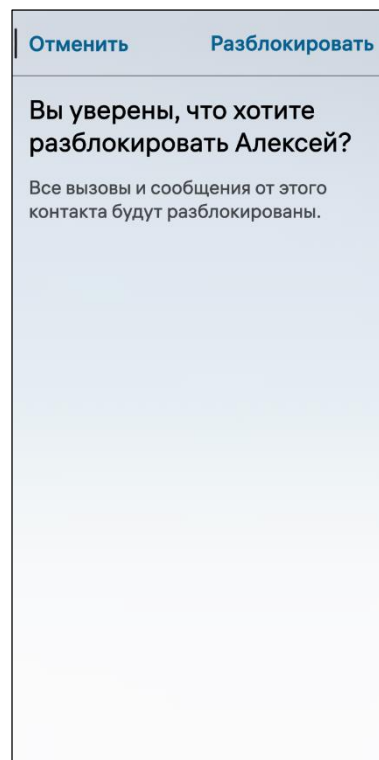 Отменить Разблокировать
Вы уверены, что хотите
разблокировать Алексей?
Все вызовы и сообщения от этого
контакта будут разблокированы.